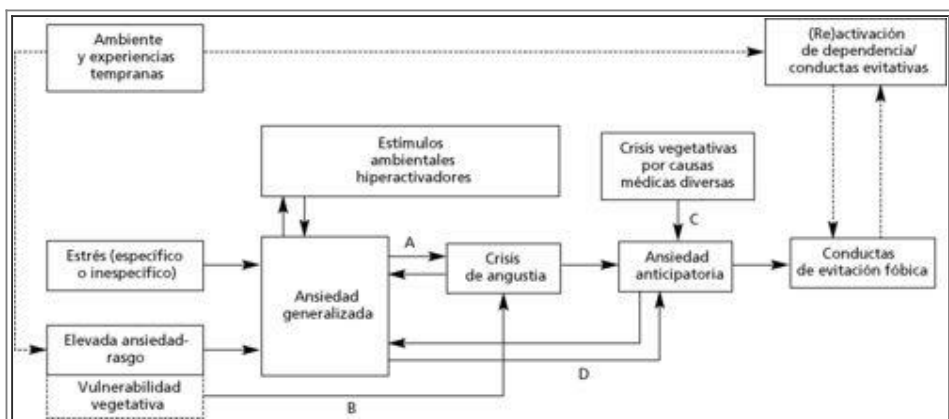 Ambiente
y experiencias
tempranas
(Re)activación
de dependencia/
conductas evitativas
Estímulos
ambientales
hiperactivadores
Crisis vegetativas
por causas
médicas diversas
C
Estrés (específico
o inespecífico)
A
Ansiedad
generalizada
Crisis
de angustia
Ansiedad
anticipatoria
Conductas
de evitación fóbica
Elevada ansiedad-
rasgo
D
Vulnerabilidad
vegetativa
B